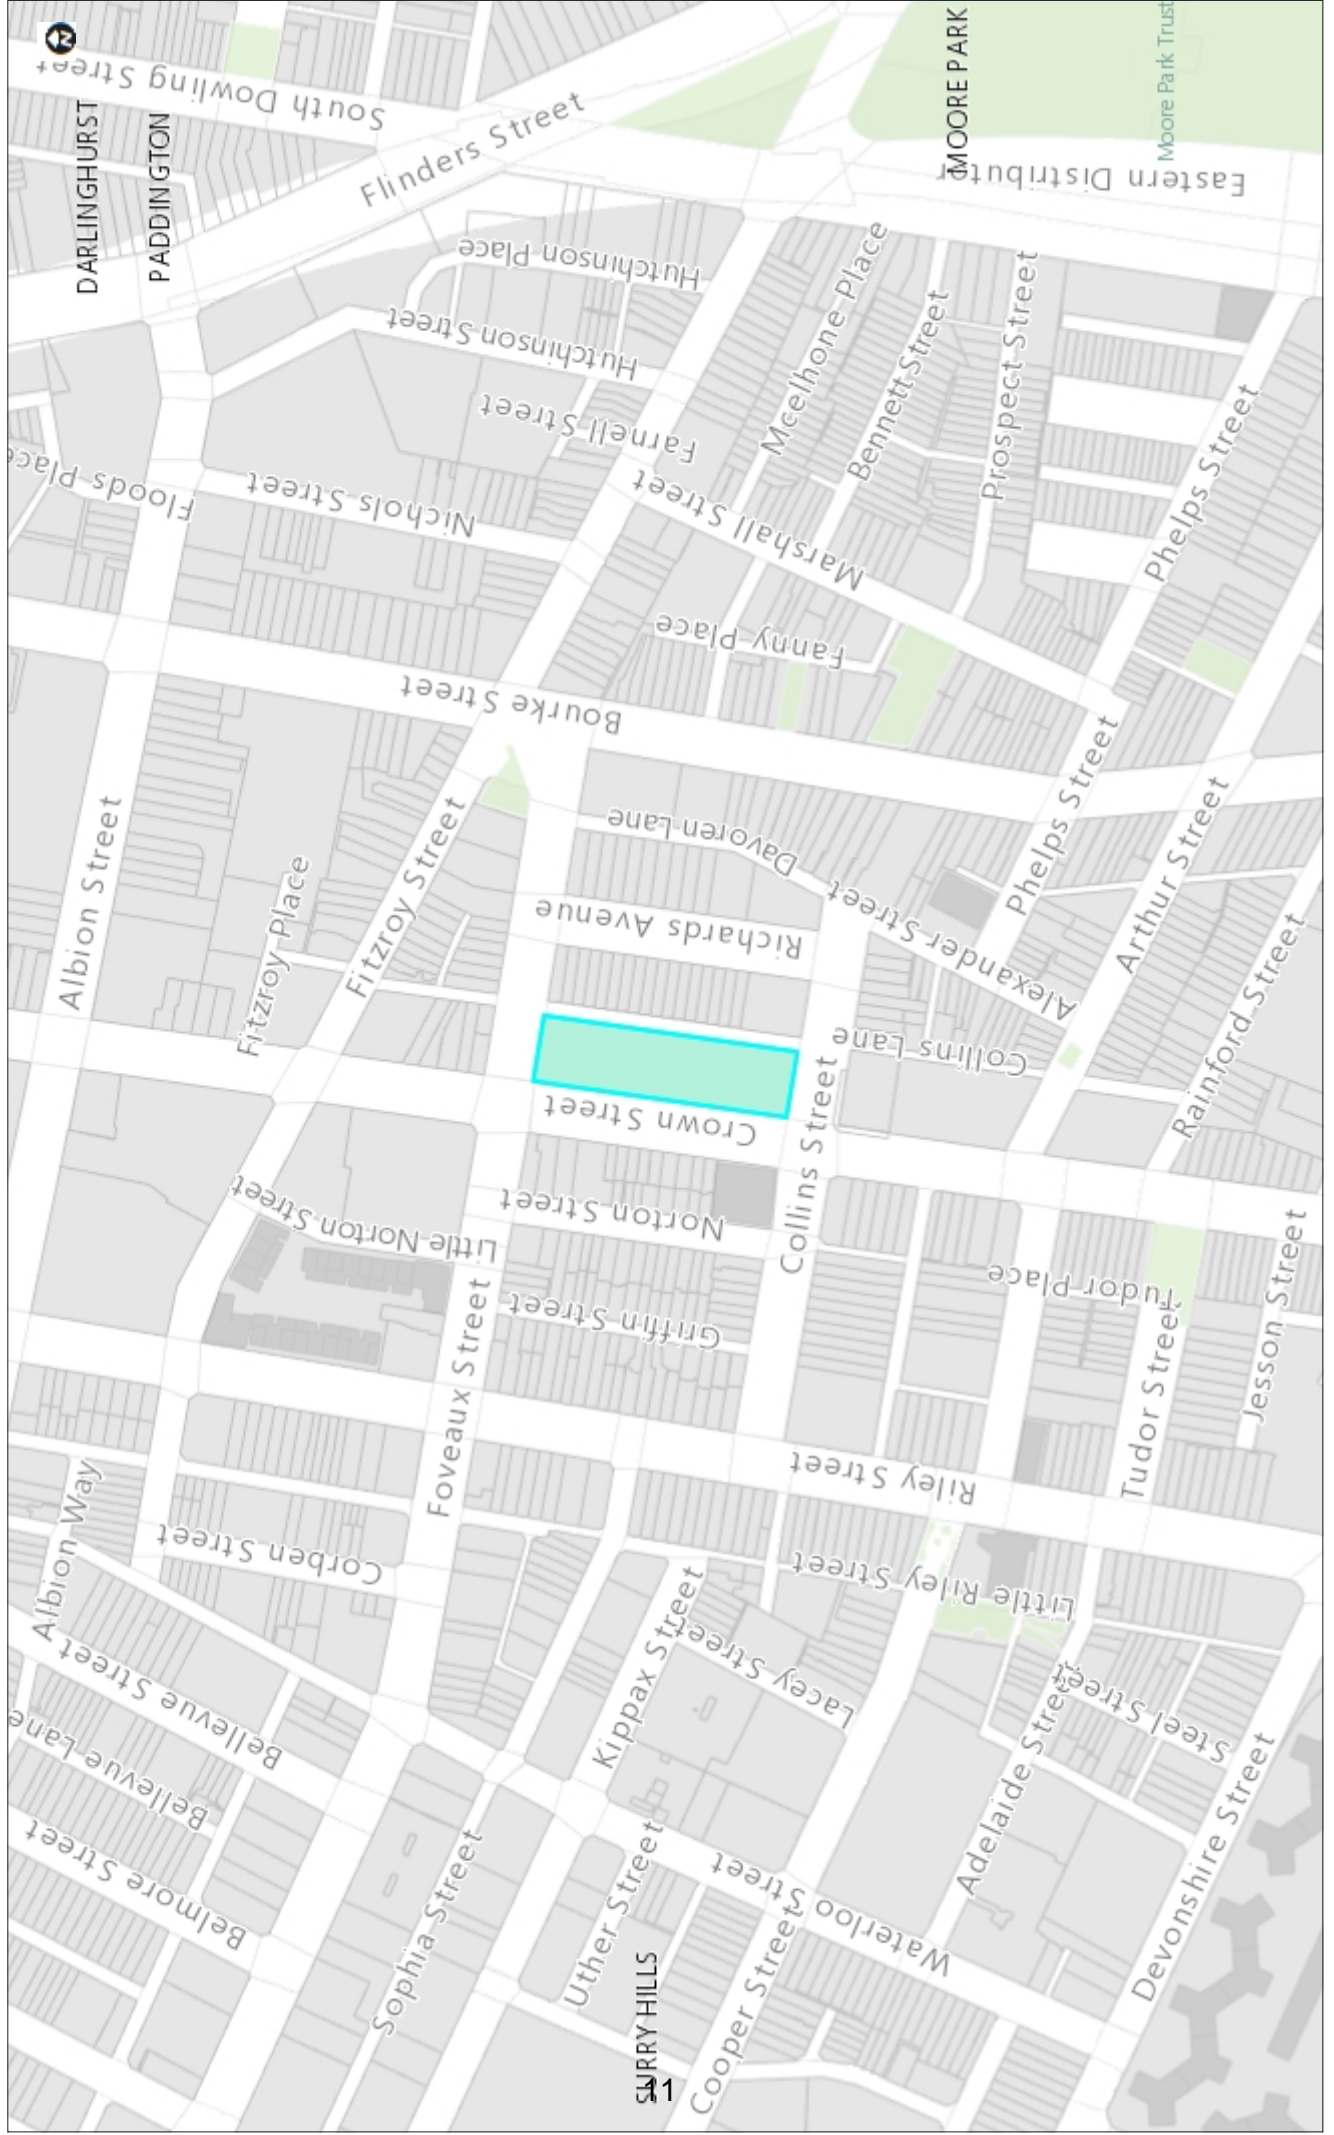 South Dowling Street
DARLINGHURST
PADDINGTON
Flinders Street
MOORE PARK
Moore Park Trust
Eastern Distributor
Hutchinson Place
Hutchinson Street
Farnell Street
Mcelhone Place
Bennett Street
Prospect Street
Phelps Street
Floods Place
Nichols Street
Marshall Street
Fanny Place
Bourke Street
Albion Street
Fitzroy Place
Fitzroy Street
Davoren Lane
Richards Avenue
Alexander Street
Phelps Street
Arthur Street
Rainford Street
Collins Lane
Crown Street
Collins Street
Little Norton Street
Norton Street
Griffin Street
Foveaux Street
Tudor Place
Tudor Street
Jesson Street
Riley Street
Albion Way
Corben Street
Little Riley Street
Bellevue Street
Bellevue Lane
Belmore Street
Kippax Street
Lacey Street
Steel Street
Adelaide Street
Devonshire Street
Sophia Street
Uther Street
Waterloo Street
Cooper Street
SURRY HILLS
11
N